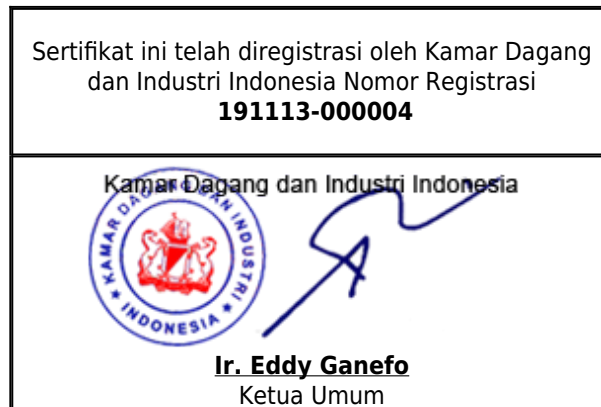 Sertifikat ini telah diregistrasi oleh Kamar Dagang
dan Industri Indonesia Nomor Registrasi
191113-000004
Kamar Dagang dan Industri Indonesia
KAMAR DAGANG DAN INDUSTRI
★ INDONESIA ★
Ir. Eddy Ganefo
Ketua Umum